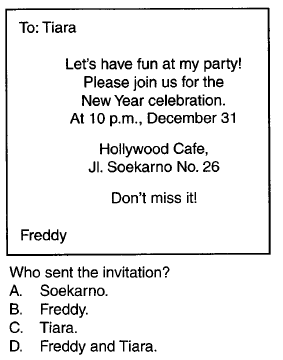 To: Tiara
Let's have fun at my party!
Please join us for the
New Year celebration.
At 10 p.m., December 31
Hollywood Cafe,
Jl. Soekarno No. 26
Don't miss it!
Freddy
Who sent the invitation?
A. Soekarno.
B. Freddy.
C. Tiara.
D. Freddy and Tiara.